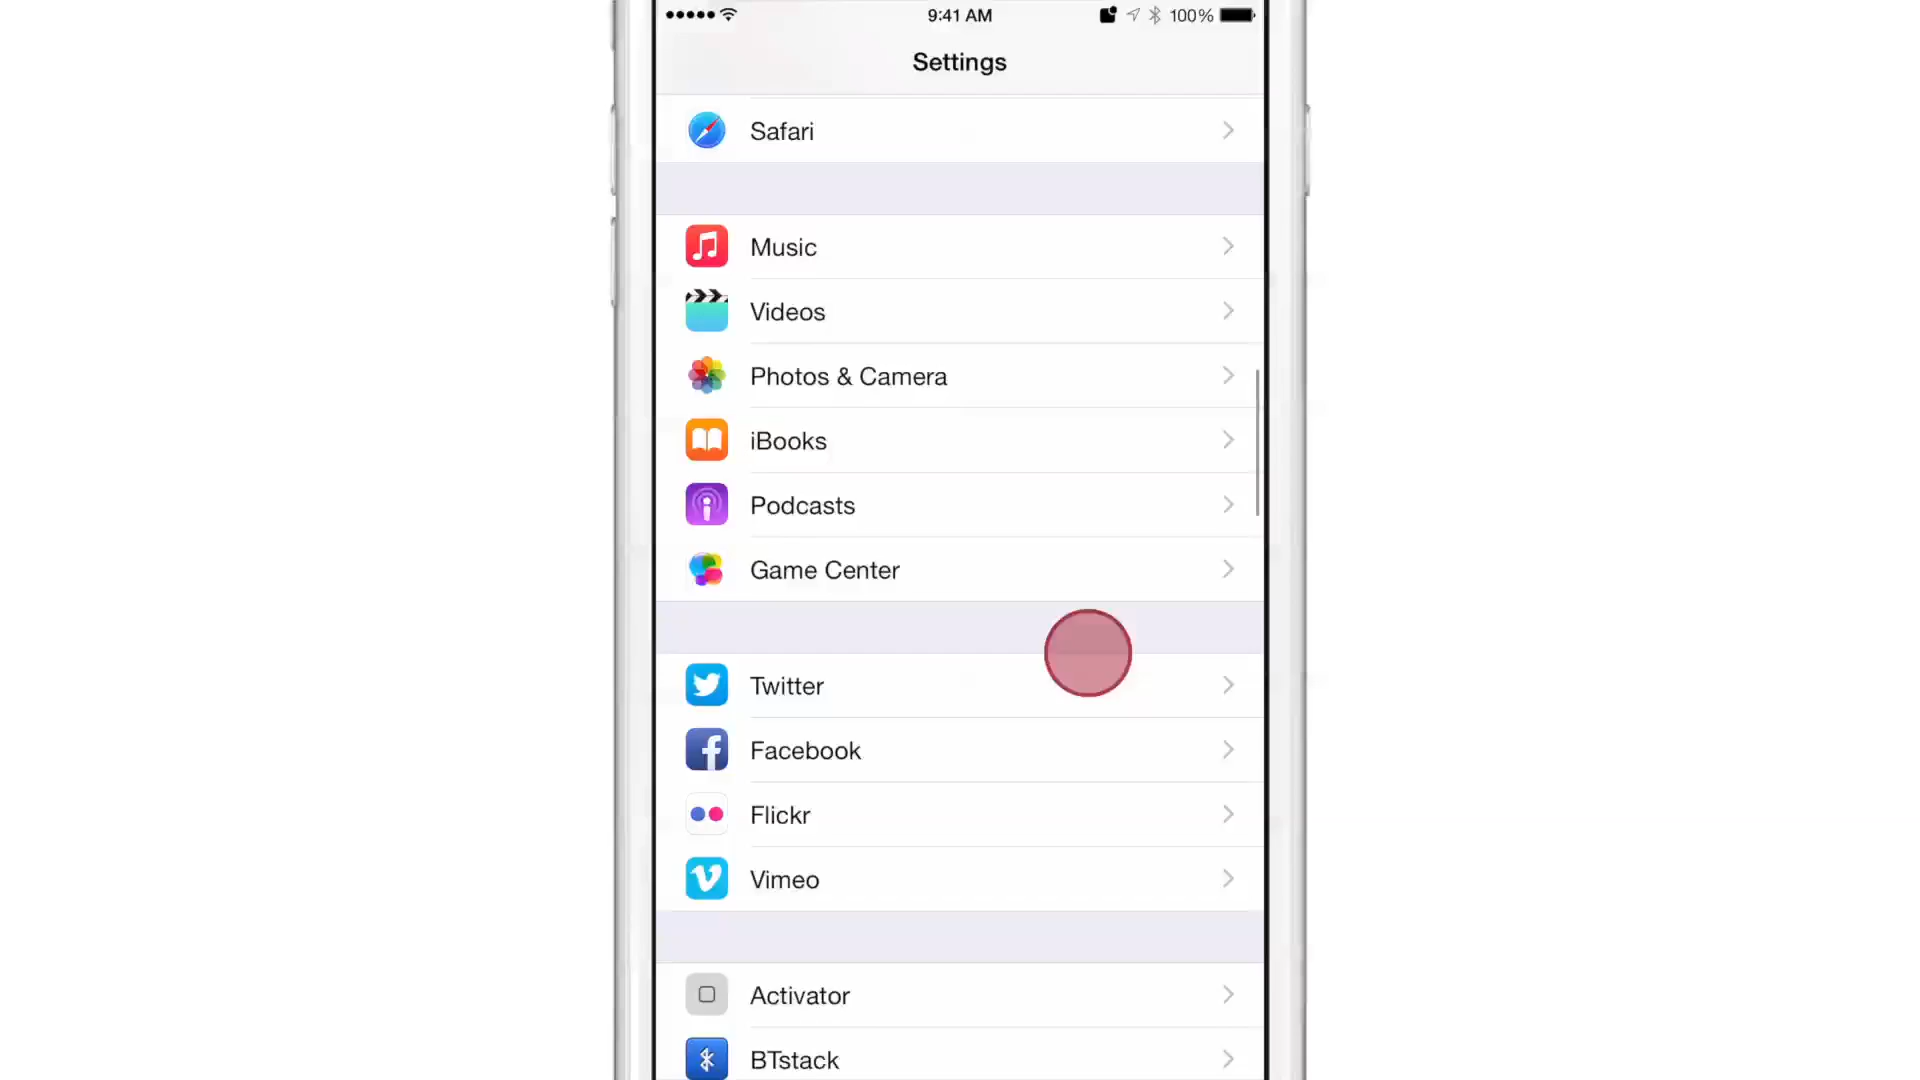 9:41 AM
100%
Settings
Safari
Music
Videos
Photos & Camera
iBooks
Podcasts
Game Center
Twitter
Facebook
Flickr
Vimeo
Activator
BTstack